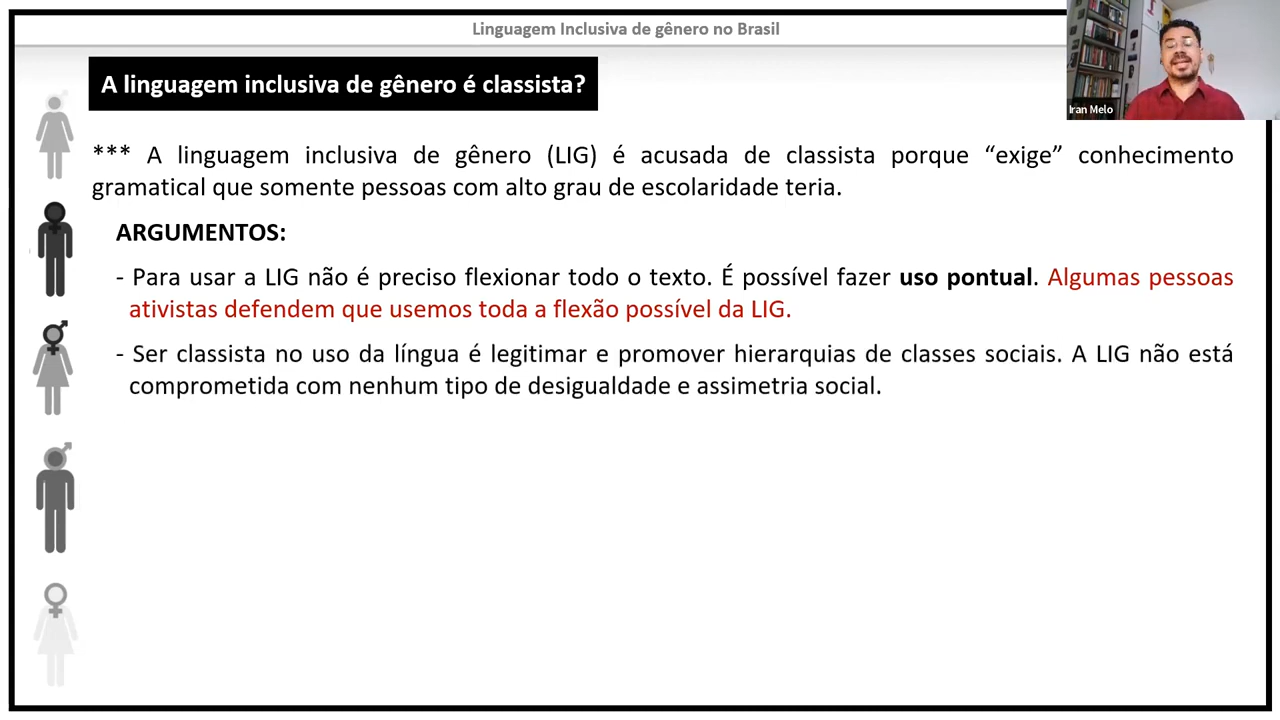 Linguagem Inclusiva de gênero no Brasil
A linguagem inclusiva de gênero é classista?
Iran Melo
*** A linguagem inclusiva de gênero (LIG) é acusada de classista porque “exige” conhecimento
gramatical que somente pessoas com alto grau de escolaridade teria.
ARGUMENTOS:
- Para usar a LIG não é preciso flexionar todo o texto. É possível fazer uso pontual. Algumas pessoas
ativistas defendem que usemos toda a flexão possível da LIG.
- Ser classista no uso da língua é legitimar e promover hierarquias de classes sociais. A LIG não está
comprometida com nenhum tipo de desigualdade e assimetria social.